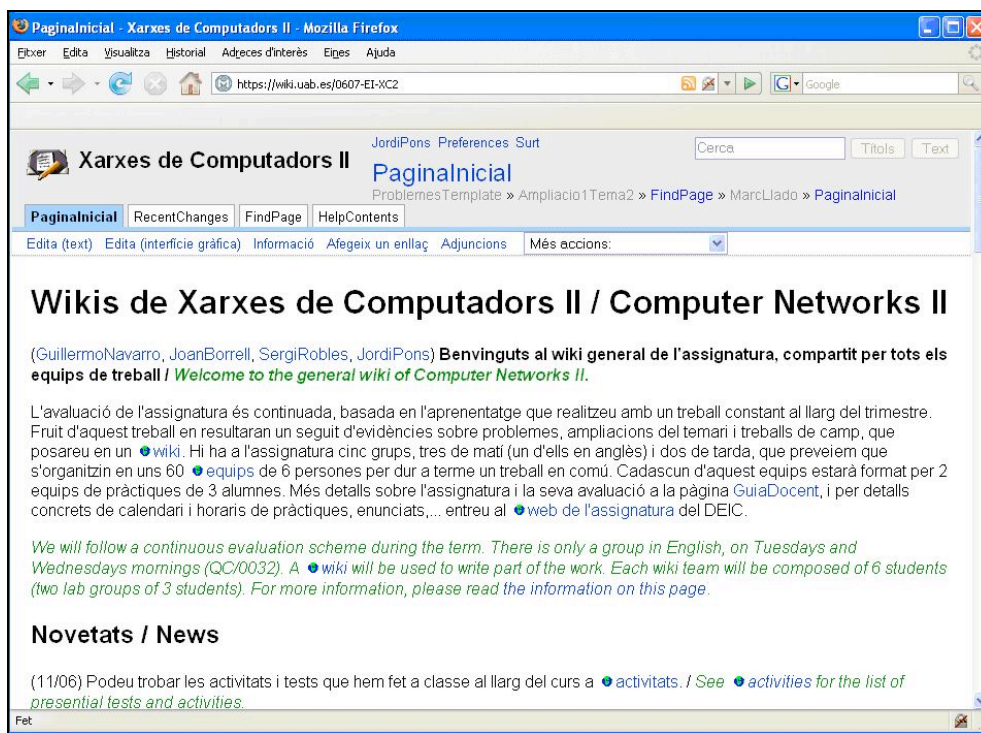 PaginaInicial - Xarxes de Computadors II - Mozilla Firefox
Fitxer Edita Visualitza Historial Adreces d'interès Eines Ajuda
https://wiki.uab.es/0607-EI-XC2
G Google
Xarxes de Computadors II
JordiPons Preferences Surt
Cerca Títols Text
PaginaInicial
ProblemesTemplate » Ampliacio1Tema2 » FindPage » MarcLlado » PaginaInicial
PaginaInicial RecentChanges FindPage HelpContents
Edita (text) Edita (interfície gràfica) Informació Afegeix un enllaç Adjuncions Més accions:
Wikis de Xarxes de Computadors II / Computer Networks II
(GuillermoNavarro, JoanBorrell, SergiRobles, JordiPons) Benvinguts al wiki general de l'assignatura, compartit per tots els
equips de treball / Welcome to the general wiki of Computer Networks II.
L'avaluació de l'assignatura és continuada, basada en l'aprenentatge que realitzeu amb un treball constant al llarg del trimestre.
Fruit d'aquest treball en resultaran un seguit d'evidències sobre problemes, ampliacions del temari i treballs de camp, que
posareu en un wiki. Hi ha a l'assignatura cinc grups, tres de matí (un d'ells en anglès) i dos de tarda, que preveiem que
s'organitzin en uns 60 equips de 6 persones per dur a terme un treball en comú. Cadascun d'aquest equips estarà format per 2
equips de pràctiques de 3 alumnes. Més detalls sobre l'assignatura i la seva avaluació a la pàgina GuiaDocent, i per detalls
concrets de calendari i horaris de pràctiques, enunciats,... entreu al web de l'assignatura del DEIC.
We will follow a continuous evaluation scheme during the term. There is only a group in English, on Tuesdays and
Wednesdays mornings (QC/0032). A wiki will be used to write part of the work. Each wiki team will be composed of 6 students
(two lab groups of 3 students). For more information, please read the information on this page.
Novetats / News
(11/06) Podeu trobar les activitats i tests que hem fet a classe al llarg del curs a activitats. / See activities for the list of
presential tests and activities.
Fet